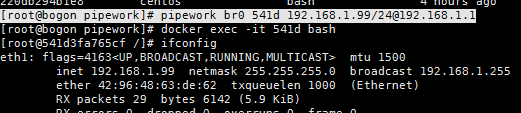 220db294b1e8 centos bash 4 hours ago
[root@bogon pipework]# pipework br0 541d 192.168.1.99/24@192.168.1.1
[root@bogon pipework]# docker exec -it 541d bash
[root@541d3fa765cf /]# ifconfig
eth1: flags=4163<UP,BROADCAST,RUNNING,MULTICAST> mtu 1500
inet 192.168.1.99 netmask 255.255.255.0 broadcast 192.168.1.255
ether 42:96:48:63:de:62 txqueuelen 1000 (Ethernet)
RX packets 29 bytes 6142 (5.9 KiB)
RX errors 0 dropped 0 overruns 0 frame 0